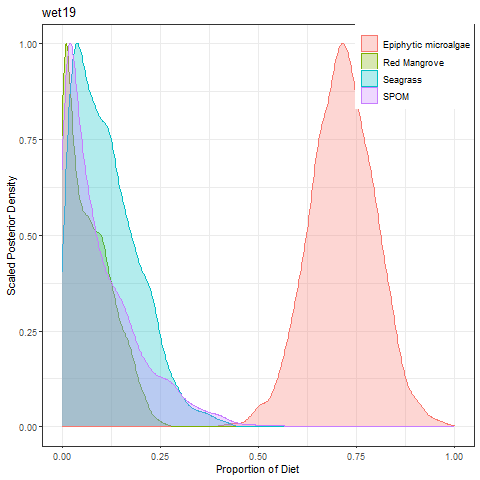 wet19
Epiphytic microalgae
Red Mangrove
Seagrass
SPOM
1.00
0.75
0.50
0.25
0.00
Scaled Posterior Density
0.00 0.25 0.50 0.75 1.00
Proportion of Diet